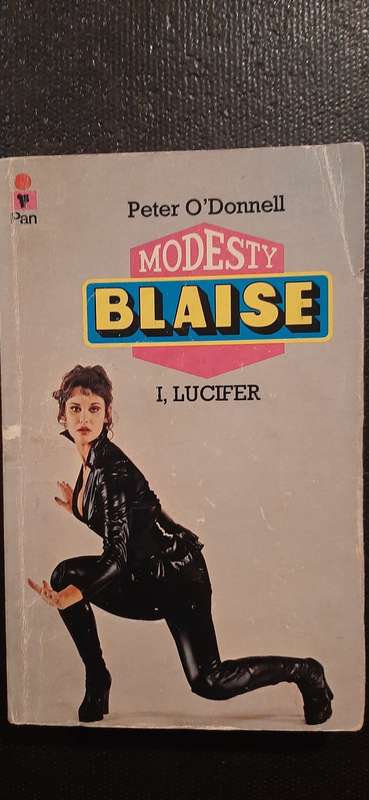 Pan
Peter O'Donnell
MODESTY
BLAISE
I, LUCIFER